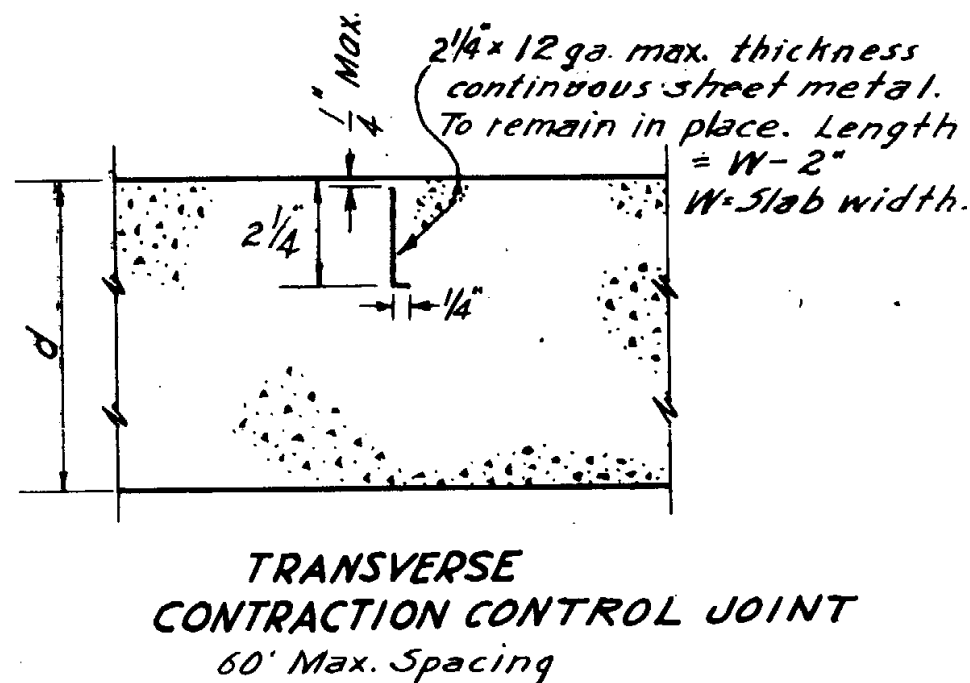 1/4" Max.
2 1/4" x 12 ga. max. thickness
continuous sheet metal.
To remain in place. Length
= W - 2"
W = Slab width.
2 1/4"
1/4"
d
TRANSVERSE
CONTRACTION CONTROL JOINT
60' Max. Spacing